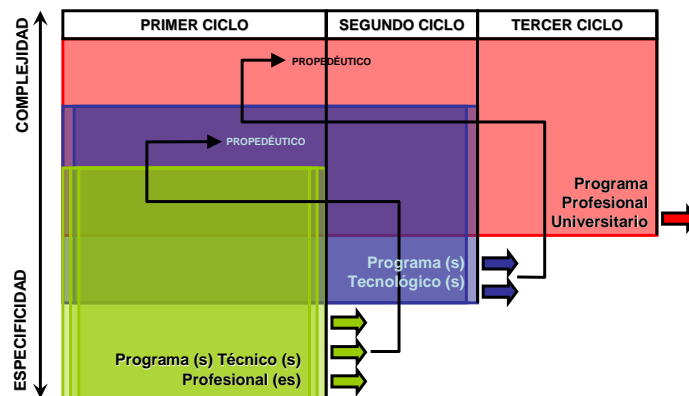 PRIMER CICLO
SEGUNDO CICLO
TERCER CICLO
COMPLEJIDAD
PROPEDÉUTICO
PROPEDÉUTICO
Programa
Profesional
Universitario
Programa (s)
Tecnológico (s)
ESPECIFICIDAD
Programa (s) Técnico (s)
Profesional (es)